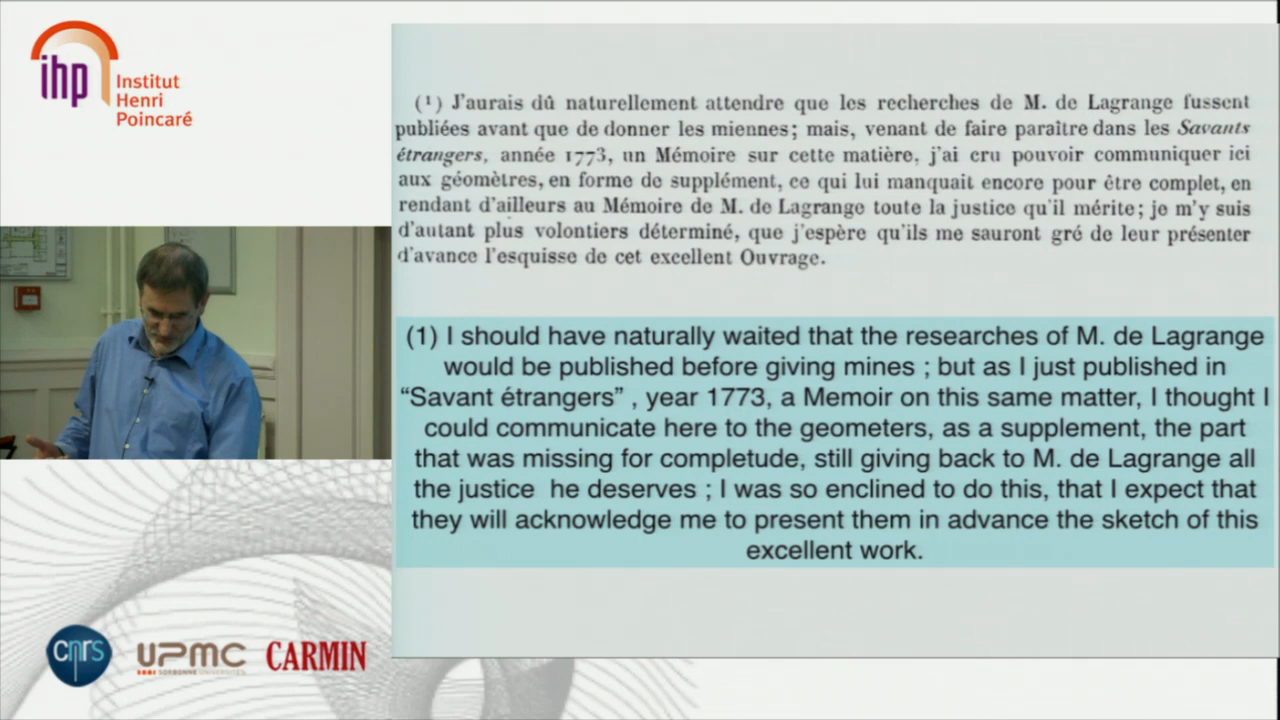 ihp
Institut
Henri
Poincaré
(¹) J'aurais dû naturellement attendre que les recherches de M. de Lagrange fussent
publiées avant que de donner les miennes; mais, venant de faire paraître dans les Savants
étrangers, année 1773, un Mémoire sur cette matière, j'ai cru pouvoir communiquer ici
aux géomètres, en forme de supplément, ce qui lui manquait encore pour être complet, en
rendant d'ailleurs au Mémoire de M. de Lagrange toute la justice qu'il mérite; je m'y suis
d'autant plus volontiers déterminé, que j'espère qu'ils me sauront gré de leur présenter
d'avance l'esquisse de cet excellent Ouvrage.
(1) I should have naturally waited that the researches of M. de Lagrange
would be published before giving mines ; but as I just published in
“Savant étrangers” , year 1773, a Memoir on this same matter, I thought I
could communicate here to the geometers, as a supplement, the part
that was missing for completude, still giving back to M. de Lagrange all
the justice he deserves ; I was so enclined to do this, that I expect that
they will acknowledge me to present them in advance the sketch of this
excellent work.
cnrs
UPMC
SORBONNE UNIVERSITÉS
CARMIN